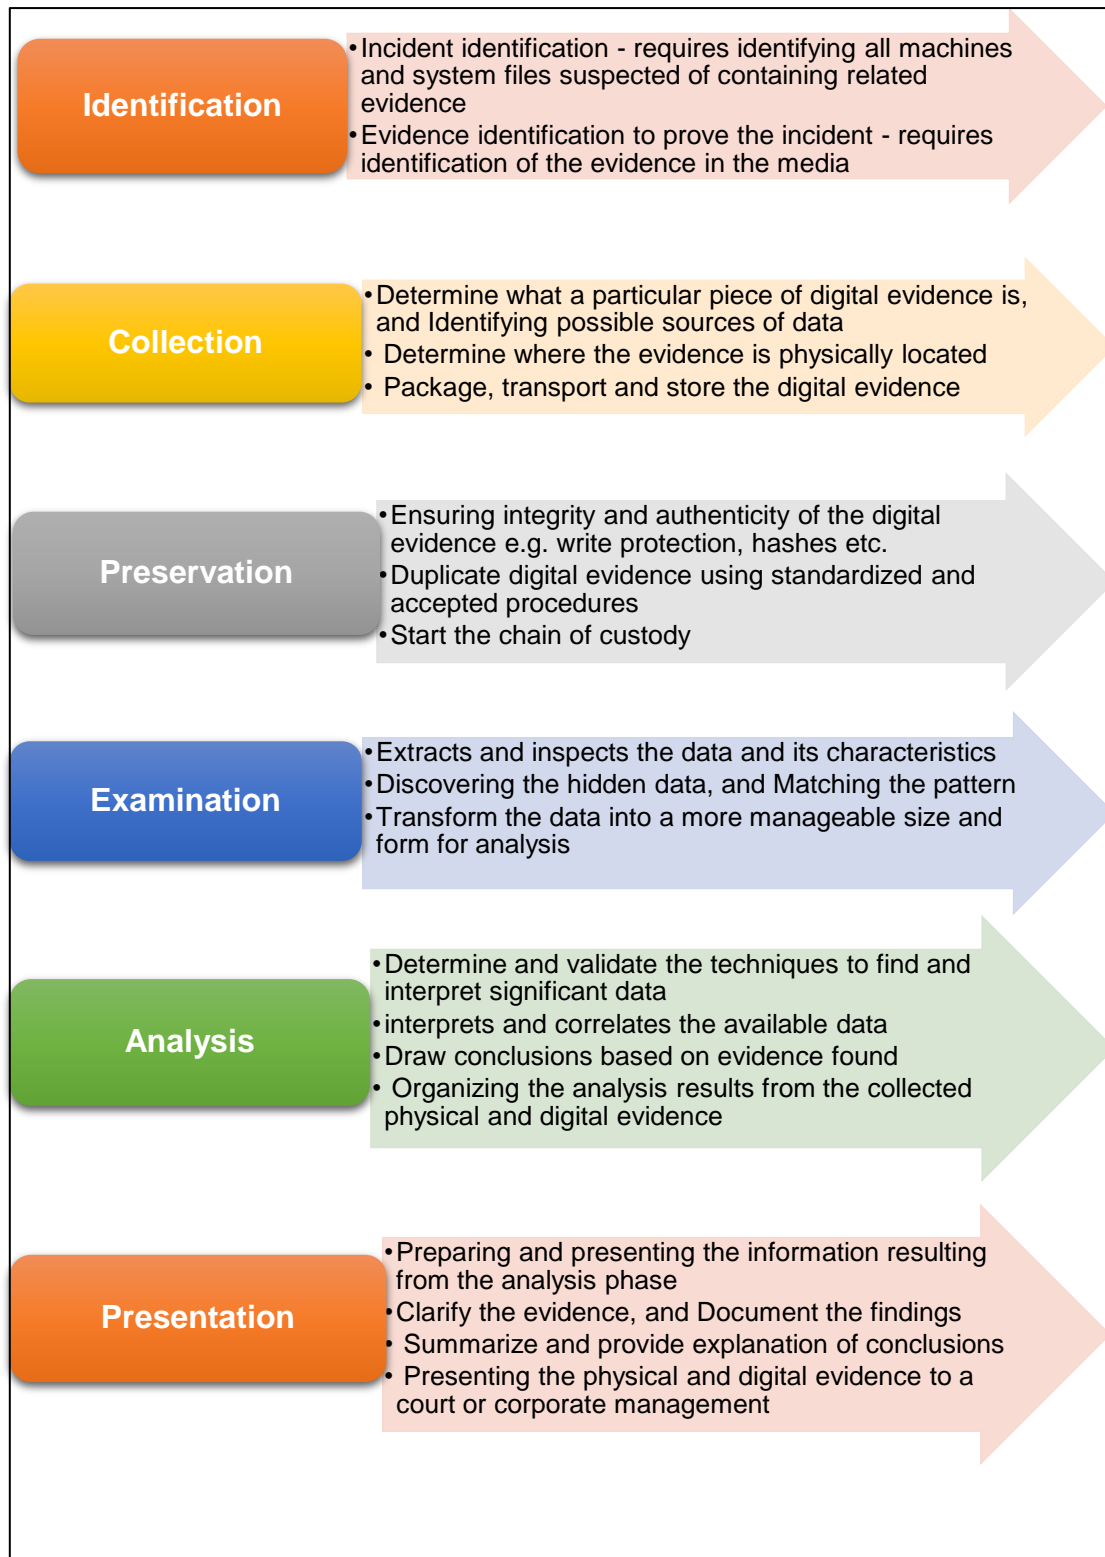 Identification
•Incident identification - requires identifying all machines
and system files suspected of containing related
evidence
•Evidence identification to prove the incident - requires
identification of the evidence in the media
Collection
•Determine what a particular piece of digital evidence is,
and Identifying possible sources of data
• Determine where the evidence is physically located
• Package, transport and store the digital evidence
Preservation
•Ensuring integrity and authenticity of the digital
evidence e.g. write protection, hashes etc.
•Duplicate digital evidence using standardized and
accepted procedures
•Start the chain of custody
Examination
•Extracts and inspects the data and its characteristics
•Discovering the hidden data, and Matching the pattern
•Transform the data into a more manageable size and
form for analysis
Analysis
•Determine and validate the techniques to find and
interpret significant data
•interprets and correlates the available data
•Draw conclusions based on evidence found
• Organizing the analysis results from the collected
physical and digital evidence
Presentation
•Preparing and presenting the information resulting
from the analysis phase
•Clarify the evidence, and Document the findings
• Summarize and provide explanation of conclusions
• Presenting the physical and digital evidence to a
court or corporate management